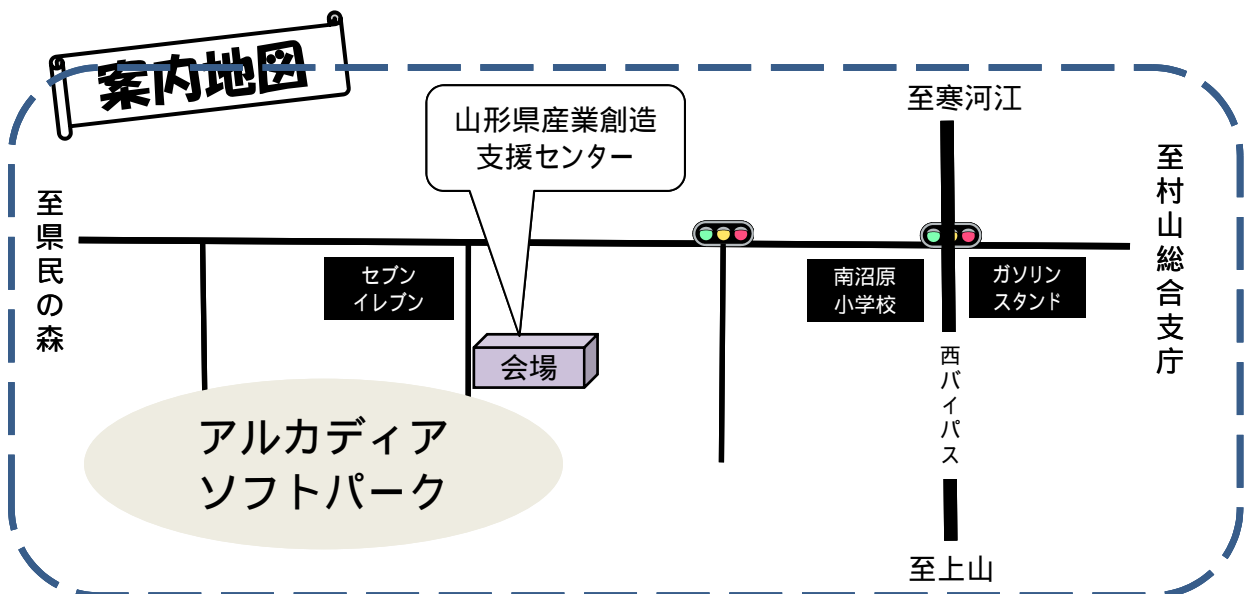 案内地図
山形県産業創造
支援センター
至寒河江
至村山総合支庁
至県民の森
セブン
イレブン
南沼原
小学校
ガソリン
スタンド
会場
西バイパス
アルカディア
ソフトパーク
至上山